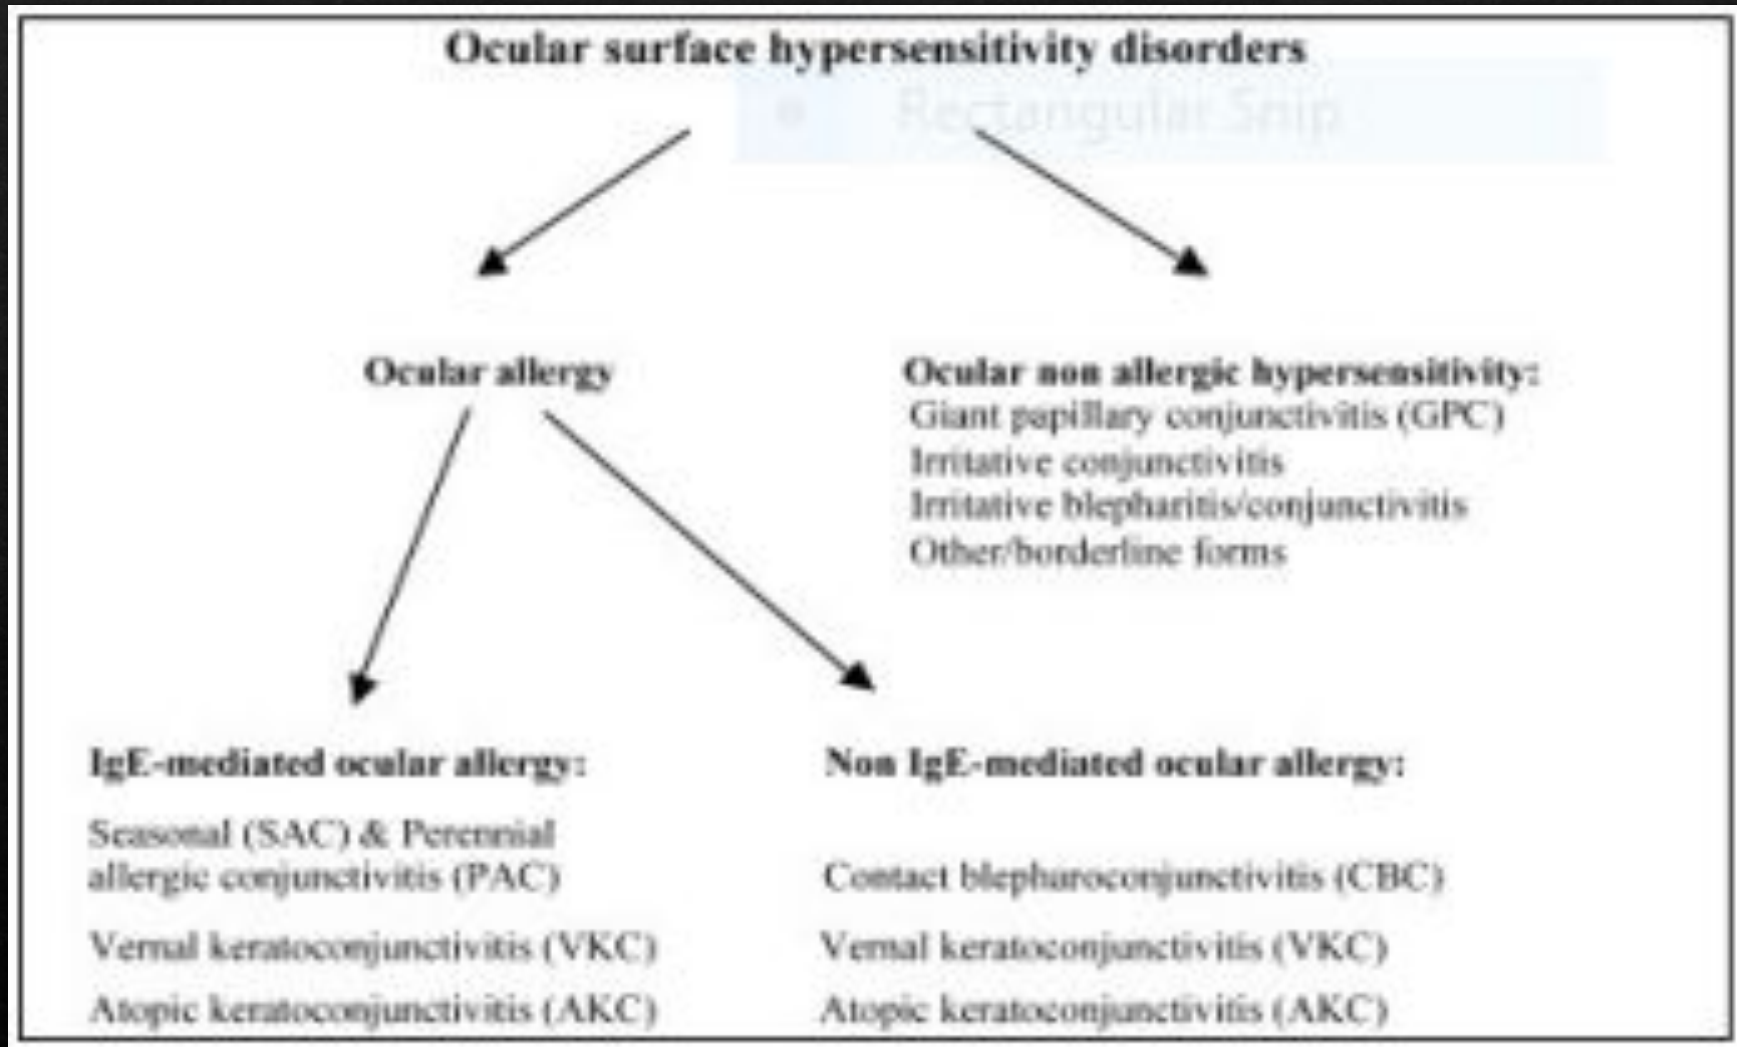 Ocular surface hypersensitivity disorders
Rectangular Snip
Ocular allergy
Ocular non allergic hypersensitivity:
Giant papillary conjunctivitis (GPC)
Irritative conjunctivitis
Irritative blepharitis/conjunctivitis
Other/borderline forms
IgE-mediated ocular allergy:
Seasonal (SAC) & Perennial
allergic conjunctivitis (PAC)
Vernal keratoconjunctivitis (VKC)
Atopic keratoconjunctivitis (AKC)
Non IgE-mediated ocular allergy:
Contact blepharoconjunctivitis (CBC)
Vernal keratoconjunctivitis (VKC)
Atopic keratoconjunctivitis (AKC)